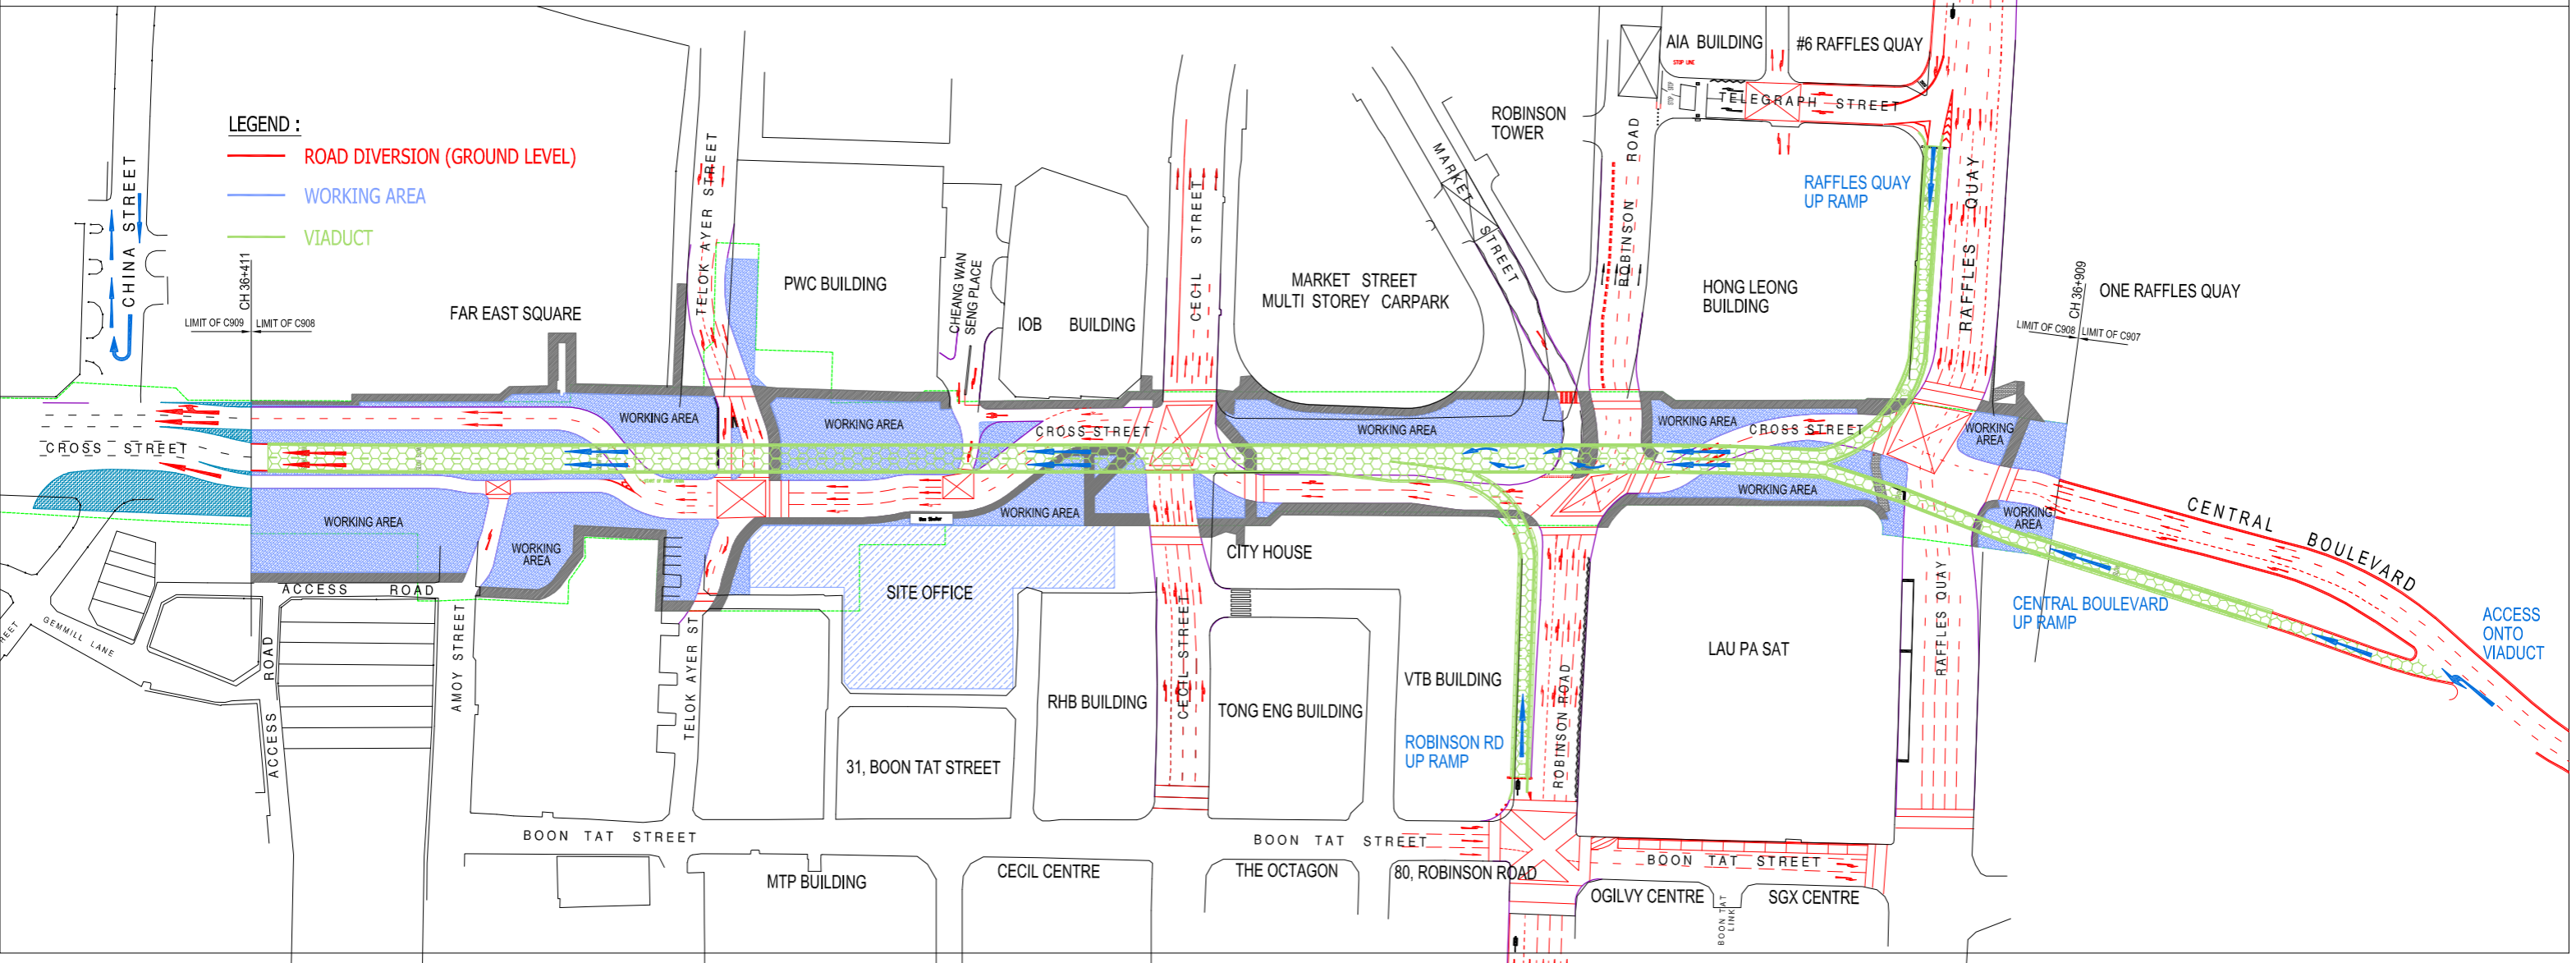 LEGEND :
ROAD DIVERSION (GROUND LEVEL)
WORKING AREA
VIADUCT
CHINA STREET
CH 36+411
LIMIT OF C909
LIMIT OF C908
FAR EAST SQUARE
TELOK AYER STREET
PWC BUILDING
CHEANG WAN
SENG PLACE
IOB BUILDING
CECIL STREET
MARKET STREET
MULTI STOREY CARPARK
MARKET STREET
ROBINSON
TOWER
ROBINSON ROAD
AIA BUILDING
STOP LINE
STOP
STOP
#6 RAFFLES QUAY
TELEGRAPH STREET
RAFFLES QUAY
UP RAMP
RAFFLES QUAY
HONG LEONG
BUILDING
CH 36+909
ONE RAFFLES QUAY
LIMIT OF C908
LIMIT OF C907
CROSS STREET
WORKING AREA
WORKING AREA
CROSS STREET
WORKING AREA
WORKING AREA
CROSS STREET
WORKING
AREA
WORKING AREA
WORKING
AREA
WORKING AREA
WORKING AREA
WORKING
AREA
CENTRAL BOULEVARD
CENTRAL BOULEVARD
UP RAMP
ACCESS
ONTO
VIADUCT
ACCESS ROAD
GEMMILL LANE
REET
ACCESS ROAD
AMOY STREET
TELOK AYER ST
SITE OFFICE
CITY HOUSE
RHB BUILDING
CECIL STREET
TONG ENG BUILDING
VTB BUILDING
ROBINSON RD
UP RAMP
ROBINSON ROAD
LAU PA SAT
RAFFLES QUAY
31, BOON TAT STREET
BOON TAT STREET
BOON TAT STREET
BOON TAT STREET
MTP BUILDING
CECIL CENTRE
THE OCTAGON
80, ROBINSON ROAD
OGILVY CENTRE
BOON TAT
LINK
SGX CENTRE